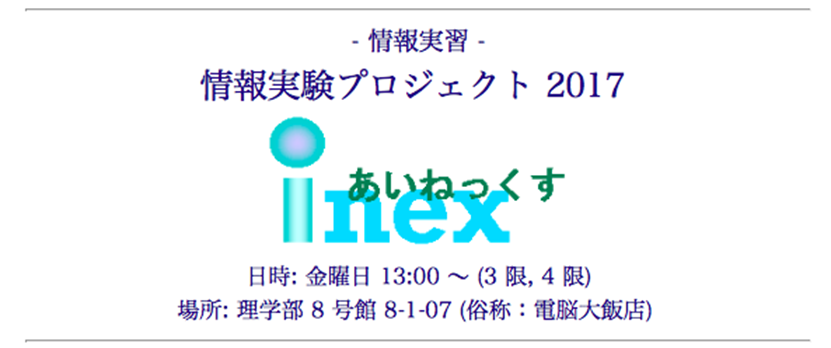 - 情報実習 -
情報実験プロジェクト 2017
あいねっくす
inex
日時: 金曜日 13:00 〜 (3 限, 4 限)
場所: 理学部 8 号館 8-1-07 (俗称：電脳大飯店)